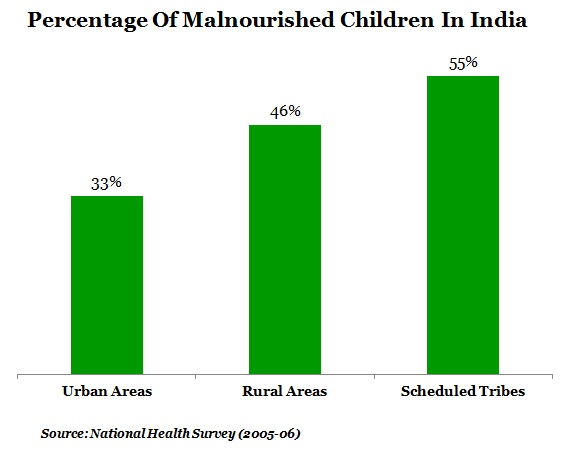 Percentage Of Malnourished Children In India
55%
46%
33%
Urban Areas
Rural Areas
Scheduled Tribes
Source: National Health Survey (2005-06)